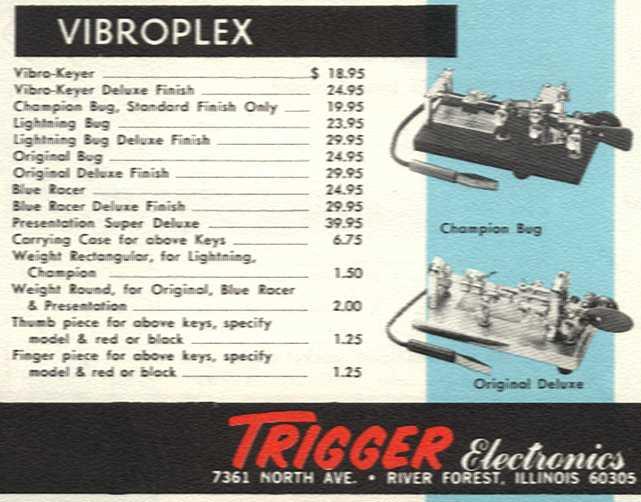 VIBROPLEX
Vibro-Keyer $ 18.95
Vibro-Keyer Deluxe Finish 24.95
Champion Bug, Standard Finish Only 19.95
Lightning Bug 23.95
Lightning Bug Deluxe Finish 29.95
Original Bug 24.95
Original Deluxe Finish 29.95
Blue Racer 24.95
Blue Racer Deluxe Finish 29.95
Presentation Super Deluxe 39.95
Carrying Case for above Keys 6.75
Weight Rectangular, for Lightning,
Champion 1.50
Weight Round, for Original, Blue Racer
& Presentation 2.00
Thumb piece for above keys, specify
model & red or black 1.25
Finger piece for above keys, specify
model & red or block 1.25
Champion Bug
Original Deluxe
TRIGGER Electronics
7361 NORTH AVE. • RIVER FOREST, ILLINOIS 60305